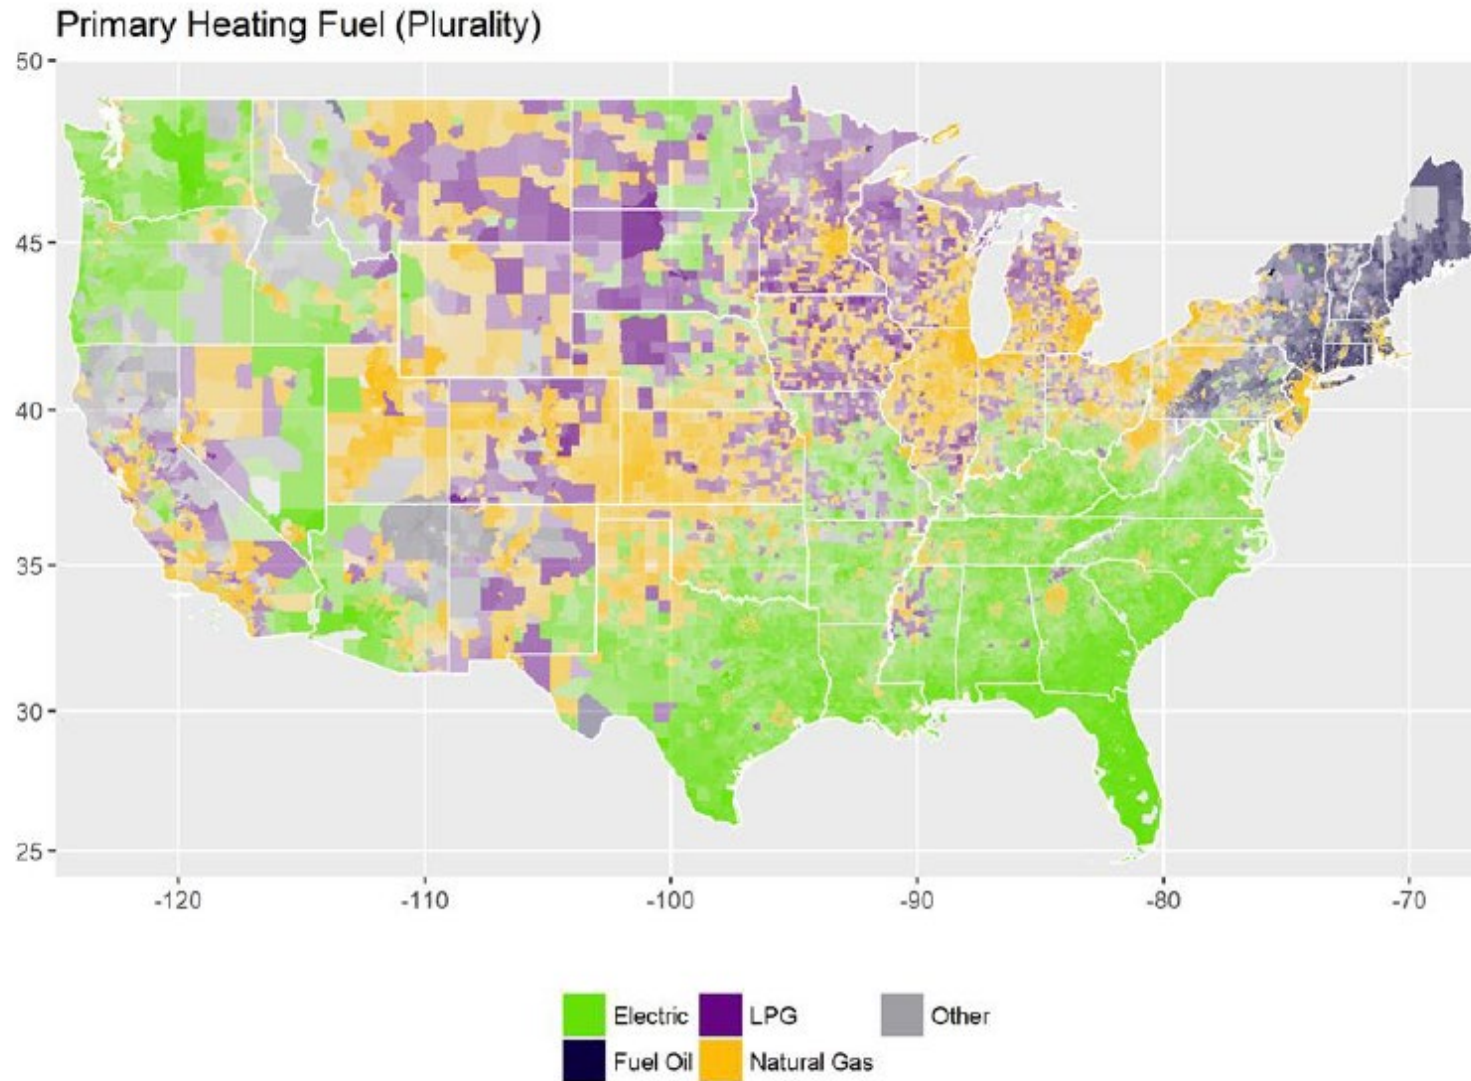 Primary Heating Fuel (Plurality)
50
45
40
35
30
25
-120 -110 -100 -90 -80 -70
Electric LPG Other
Fuel Oil Natural Gas